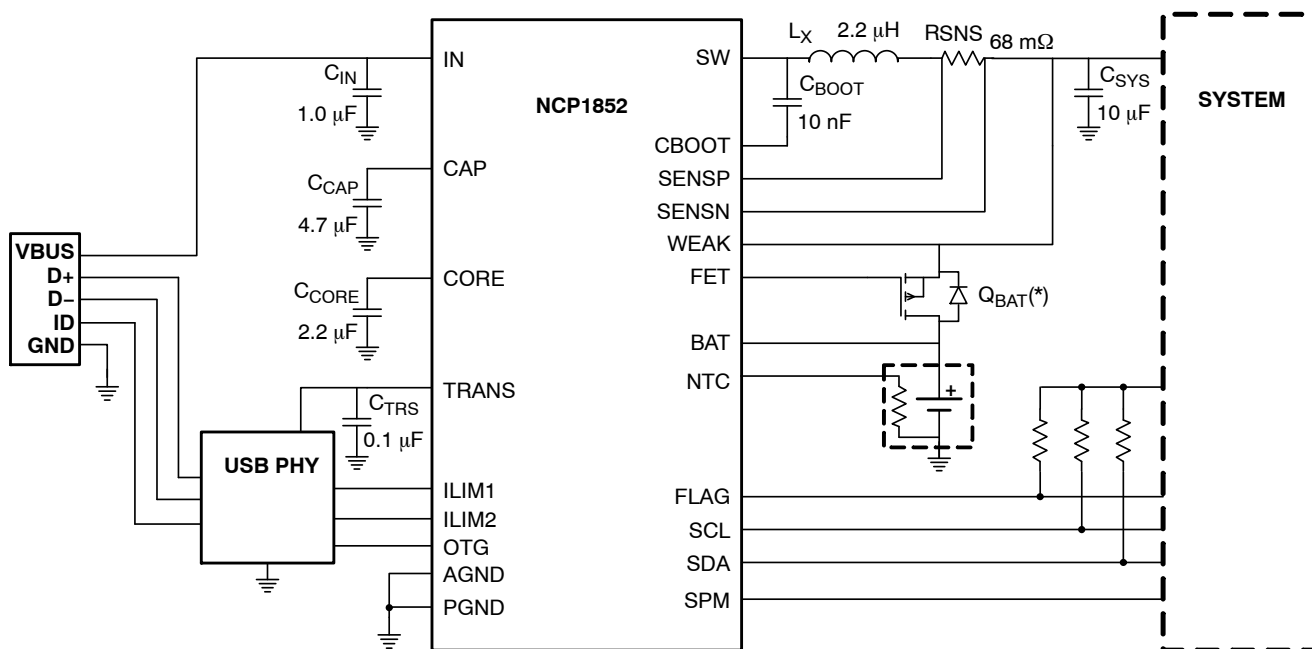 VBUS
D+
D−
ID
GND
C_IN
1.0 μF
C_CAP
4.7 μF
C_CORE
2.2 μF
C_TRS
0.1 μF
USB PHY
NCP1852
IN
CAP
CORE
TRANS
ILIM1
ILIM2
OTG
AGND
PGND
SW
CBOOT
SENSP
SENSN
WEAK
FET
BAT
NTC
FLAG
SCL
SDA
SPM
L_X 2.2 μH
RSNS
68 mΩ
C_BOOT
10 nF
C_SYS
10 μF
Q_BAT(*)
+
SYSTEM